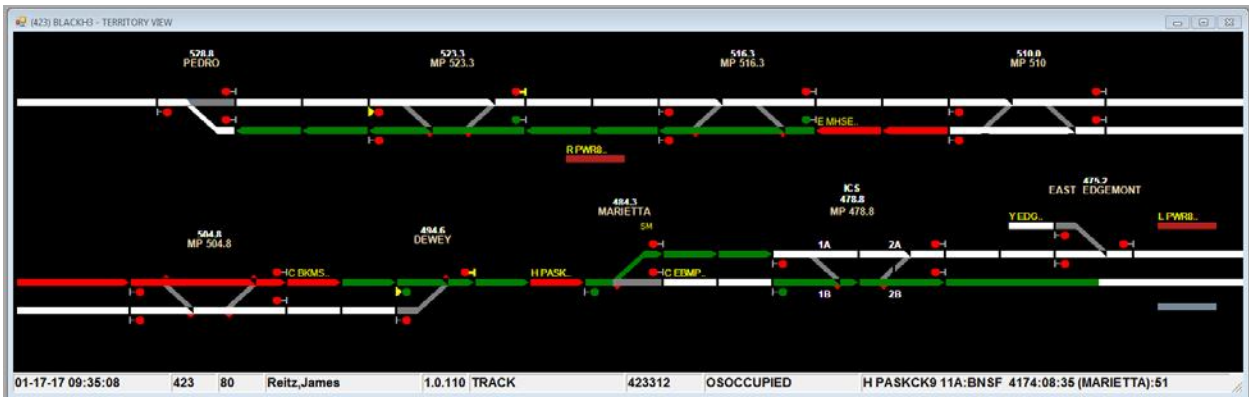 (423) BLACKH3 - TERRITORY VIEW
528.8
PEDRO
523.3
MP 523.3
516.3
MP 516.3
510.0
MP 510
E MHSE..
R PWR8..
504.8
MP 504.8
494.6
DEWEY
484.3
MARIETTA
SM
ICS
478.8
MP 478.8
475.2
EAST EDGEMONT
Y EDG..
L PWR8..
1A 2A
C BKMS..
H PASK..
C EBMP..
1B 2B
01-17-17 09:35:08 423 80 Reitz,James 1.0.110 TRACK 423312 OSOCCUPIED H PASKCK9 11A:BNSF 4174:08:35 (MARIETTA):51